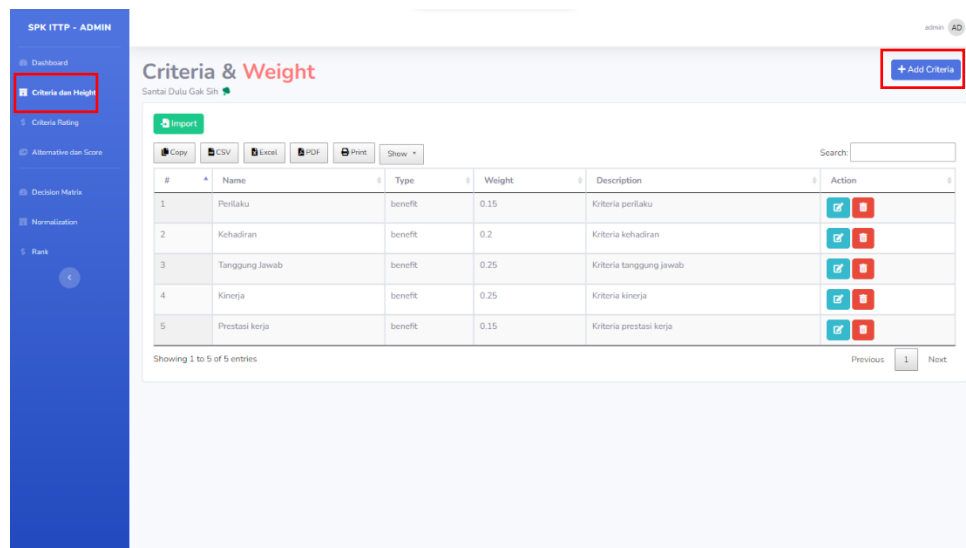 SPK ITTP - ADMIN
admin AD
Dashboard
Criteria dan Height
Criteria Rating
Alternative dan Score
Decision Matrix
Normalization
Rank
Criteria & Weight
+ Add Criteria
Santai Dulu Gak Sih
Import
Copy CSV Excel PDF Print Show
Search:
# Name Type Weight Description Action
1 Perilaku benefit 0.15 Kriteria perilaku
2 Kehadiran benefit 0.2 Kriteria kehadiran
3 Tanggung Jawab benefit 0.25 Kriteria tanggung jawab
4 Kinerja benefit 0.25 Kriteria kinerja
5 Prestasi kerja benefit 0.15 Kriteria prestasi kerja
Showing 1 to 5 of 5 entries
Previous 1 Next